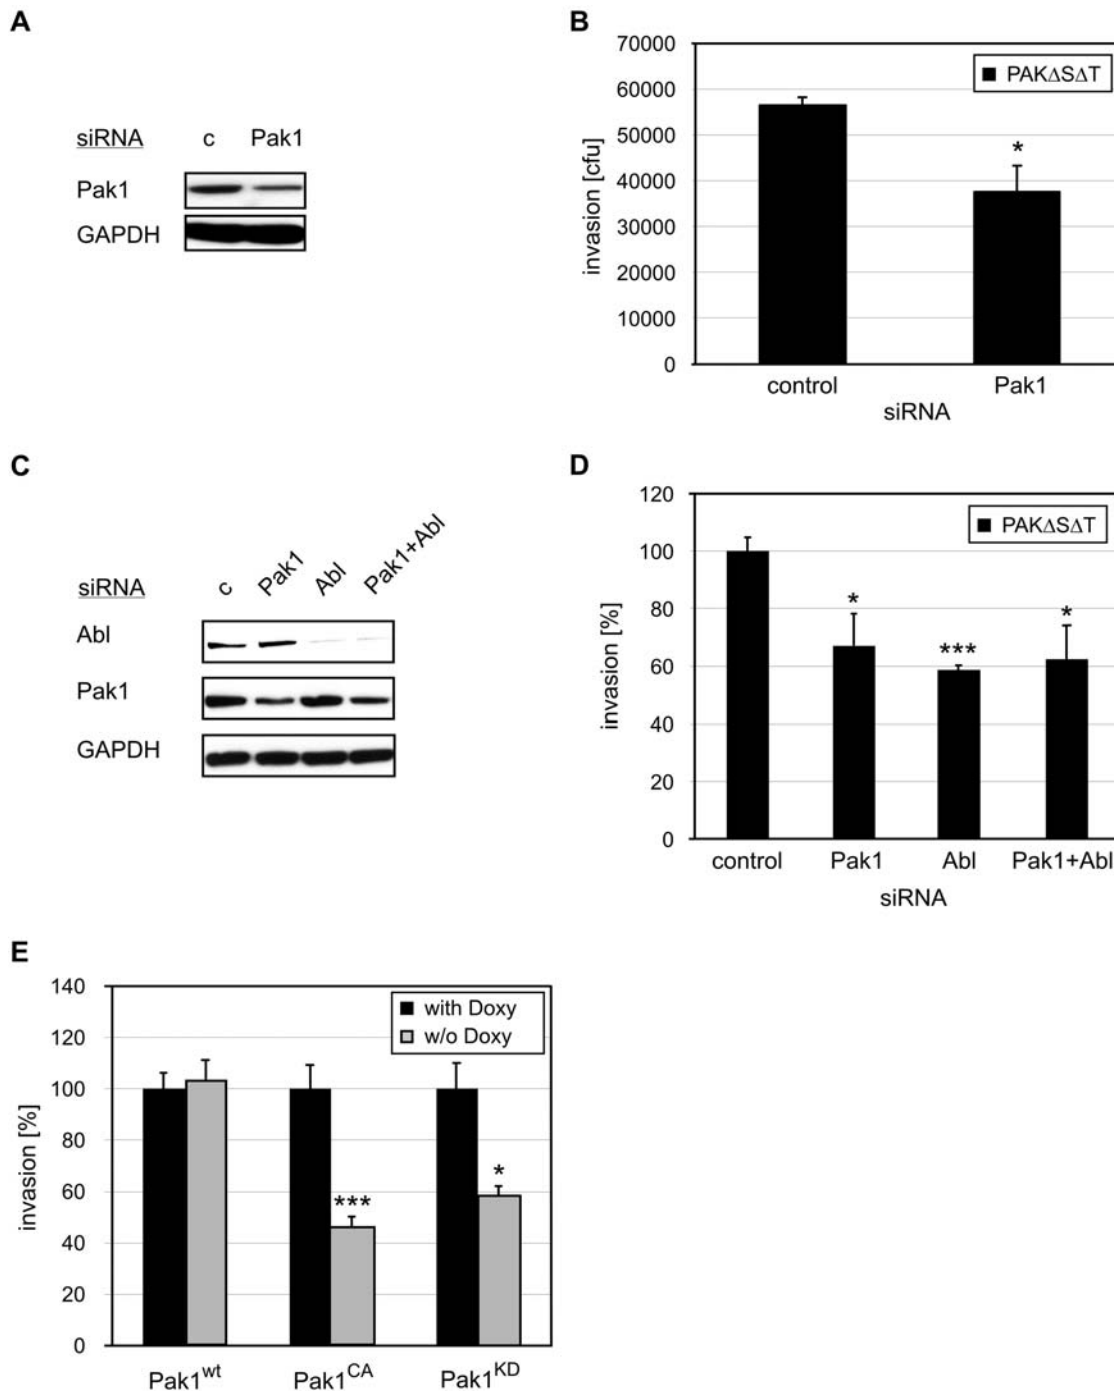 A
siRNA c Pak1
Pak1
GAPDH
B
70000
60000
50000
40000
30000
20000
10000
0
invasion [cfu]
PAKΔSΔT
*
control Pak1
siRNA
C
siRNA c Pak1 Abl Pak1+Abl
Abl
Pak1
GAPDH
D
120
100
80
60
40
20
0
invasion [%]
PAKΔSΔT
* *** *
control Pak1 Abl Pak1+Abl
siRNA
E
140
120
100
80
60
40
20
0
invasion [%]
with Doxy
w/o Doxy
*** *
Pak1wt Pak1CA Pak1KD